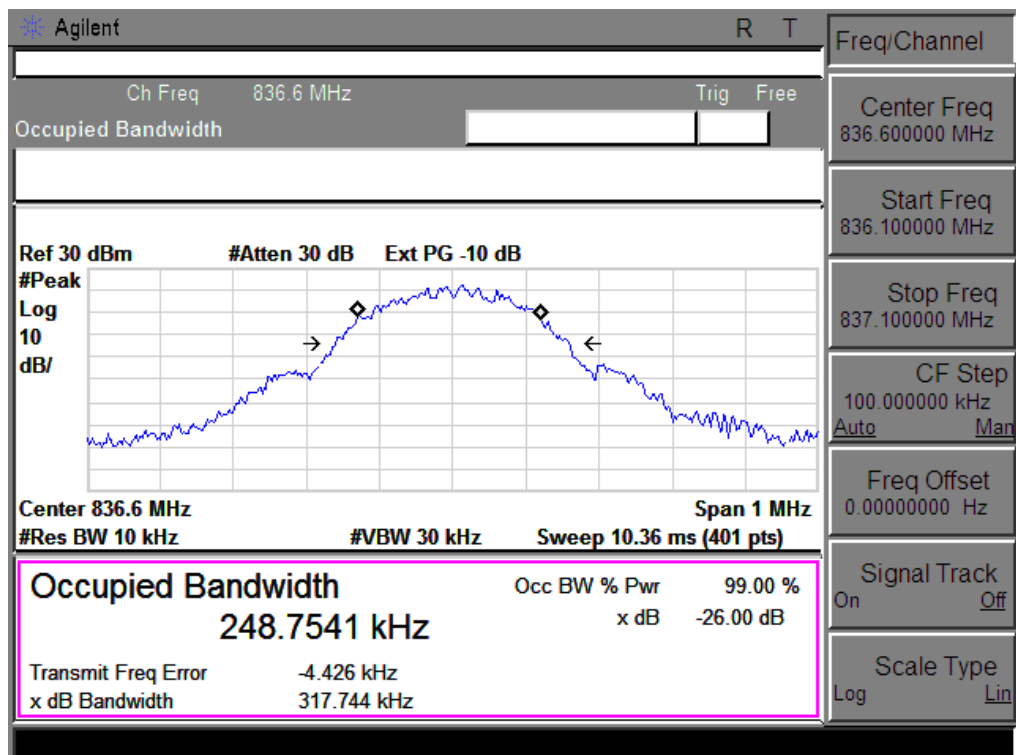 Agilent R T
Ch Freq 836.6 MHz Trig Free
Occupied Bandwidth
Ref 30 dBm #Atten 30 dB Ext PG -10 dB
#Peak
Log
10
dB/
Center 836.6 MHz Span 1 MHz
#Res BW 10 kHz #VBW 30 kHz Sweep 10.36 ms (401 pts)
Occupied Bandwidth Occ BW % Pwr 99.00 %
248.7541 kHz x dB -26.00 dB
Transmit Freq Error -4.426 kHz
x dB Bandwidth 317.744 kHz
Freq/Channel
Center Freq
836.600000 MHz
Start Freq
836.100000 MHz
Stop Freq
837.100000 MHz
CF Step
100.000000 kHz
Auto Man
Freq Offset
0.00000000 Hz
Signal Track
On Off
Scale Type
Log Lin